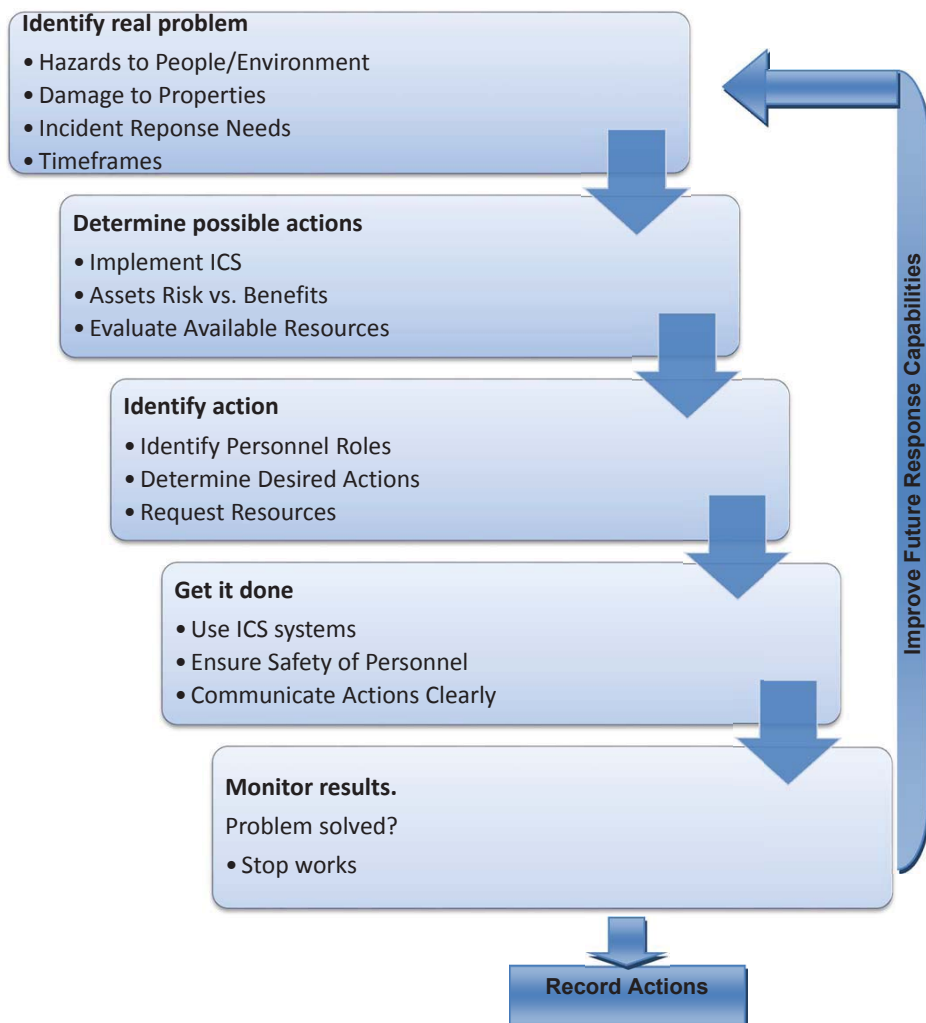 Identify real problem
• Hazards to People/Environment
• Damage to Properties
• Incident Reponse Needs
• Timeframes
Determine possible actions
• Implement ICS
• Assets Risk vs. Benefits
• Evaluate Available Resources
Identify action
• Identify Personnel Roles
• Determine Desired Actions
• Request Resources
Get it done
• Use ICS systems
• Ensure Safety of Personnel
• Communicate Actions Clearly
Monitor results.
Problem solved?
• Stop works
Record Actions
Improve Future Response Capabilities